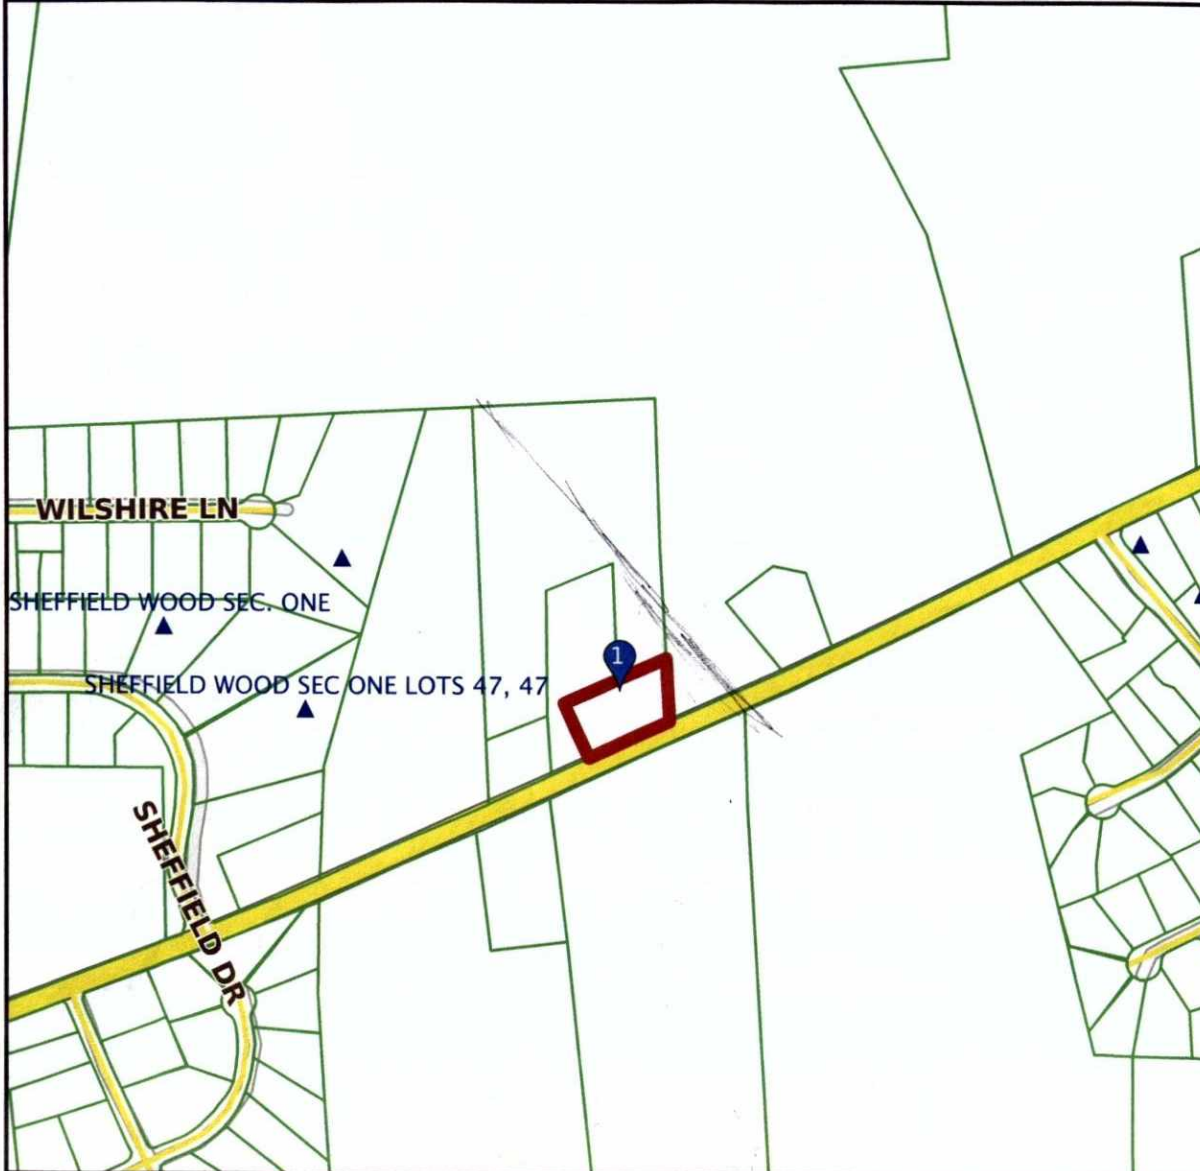 WILSHIRE LN
SHEFFIELD WOOD SEC. ONE
1
SHEFFIELD WOOD SEC ONE LOTS 47, 47
SHEFFIELD DR